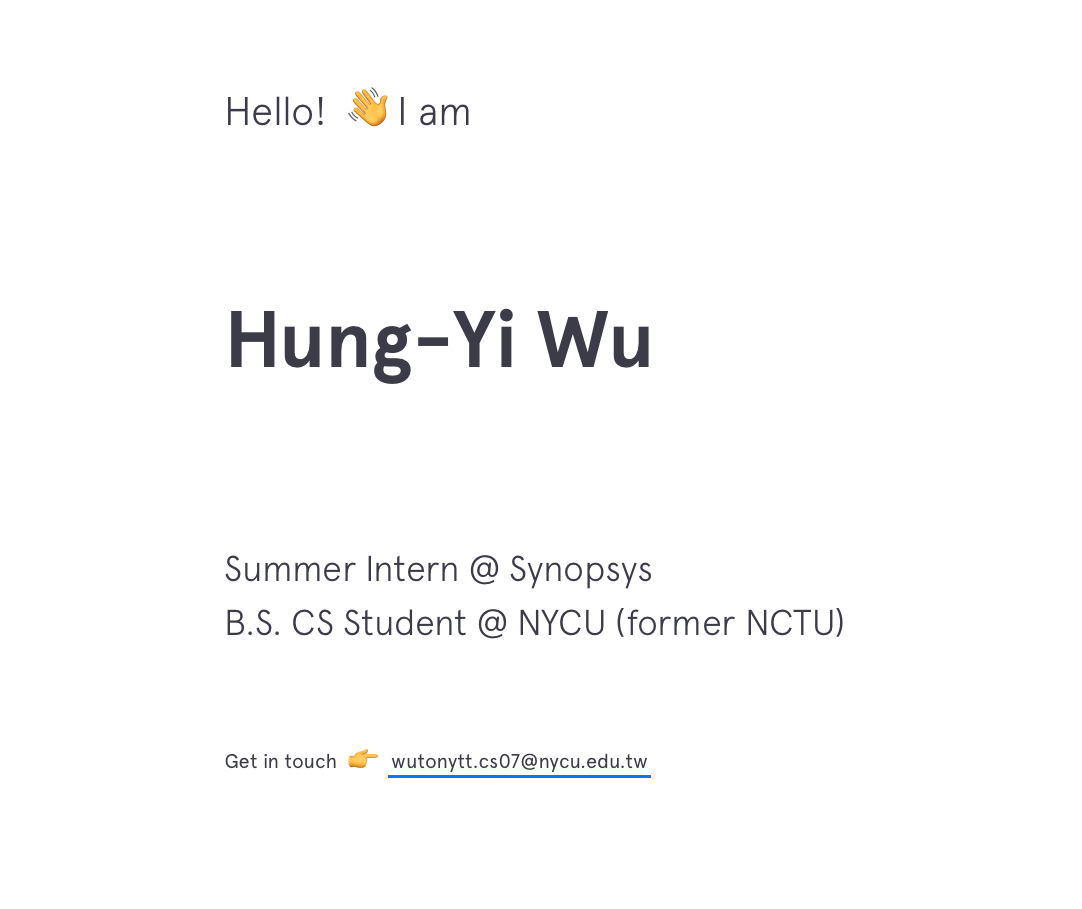 Hello! 👋 I am
Hung-Yi Wu
Summer Intern @ Synopsys
B.S. CS Student @ NYCU (former NCTU)
Get in touch 👉 wutonytt.cs07@nycu.edu.tw